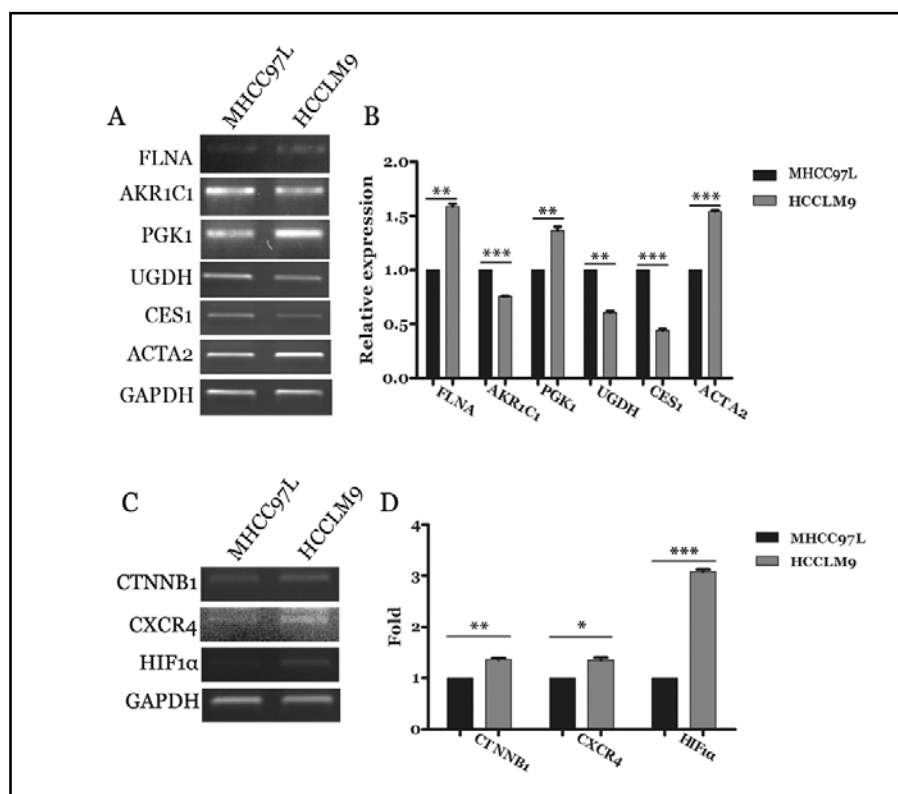 A
MHCC97L
HCCLM9
FLNA
AKR1C1
PGK1
UGDH
CES1
ACTA2
GAPDH
B
MHCC97L
HCCLM9
Relative expression
2.0
1.5
1.0
0.5
0.0
**
***
**
**
***
***
FLNA
AKR1C1
PGK1
UGDH
CES1
ACTA2
C
MHCC97L
HCCLM9
CTNNB1
CXCR4
HIF1α
GAPDH
D
MHCC97L
HCCLM9
Fold
4
3
2
1
0
**
*
***
CTNNB1
CXCR4
HIF1α